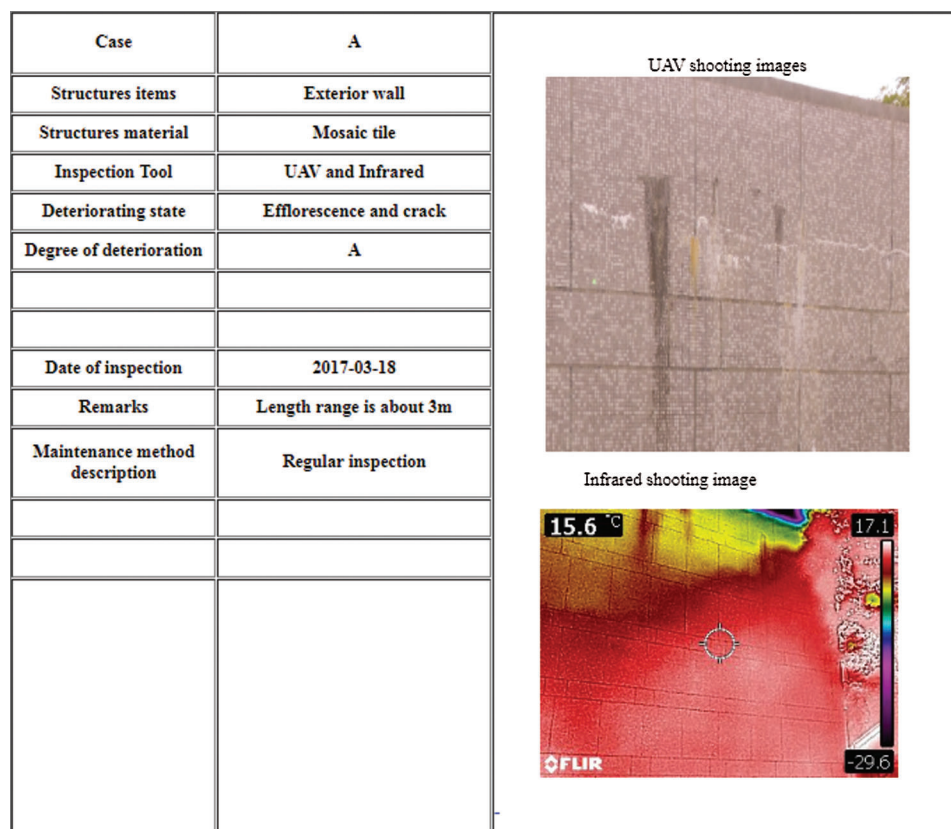 Case A
Structures items Exterior wall
Structures material Mosaic tile
Inspection Tool UAV and Infrared
Deteriorating state Efflorescence and crack
Degree of deterioration A
Date of inspection 2017-03-18
Remarks Length range is about 3m
Maintenance method
description
Regular inspection
UAV shooting images
Infrared shooting image
15.6 °C
17.1
-29.6
FLIR